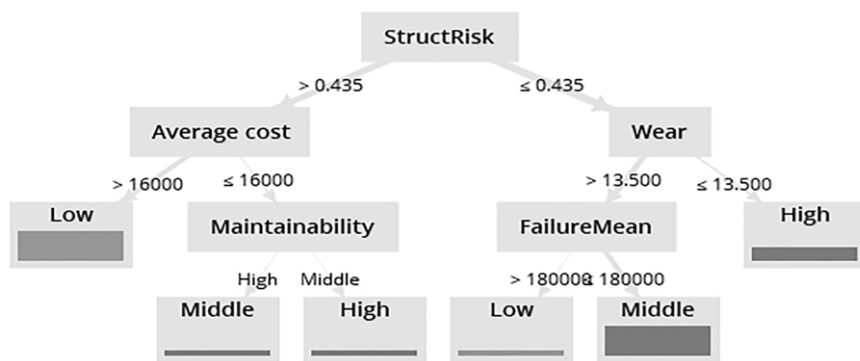 StructRisk
> 0.435 ≤ 0.435
Average cost Wear
> 16000 ≤ 16000 > 13.500 ≤ 13.500
Low Maintainability FailureMean High
High Middle > 180000 ≤ 180000
Middle High Low Middle